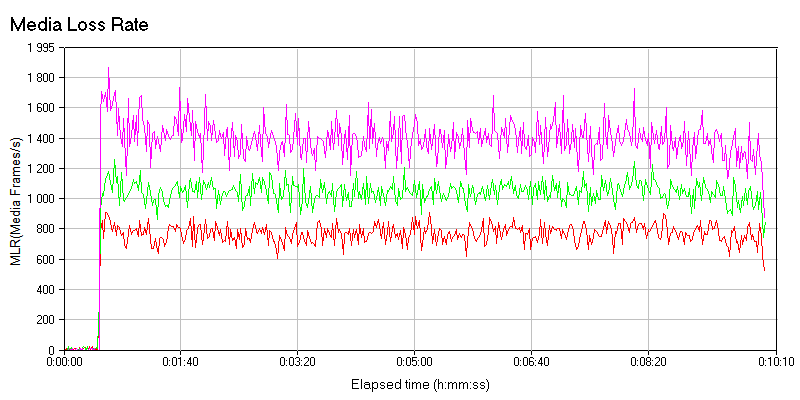 Media Loss Rate
MLR(Media Frames/s)
1 995
1 800
1 600
1 400
1 200
1 000
800
600
400
200
0
0:00:00 0:01:40 0:03:20 0:05:00 0:06:40 0:08:20 0:10:10
Elapsed time (h:mm:ss)